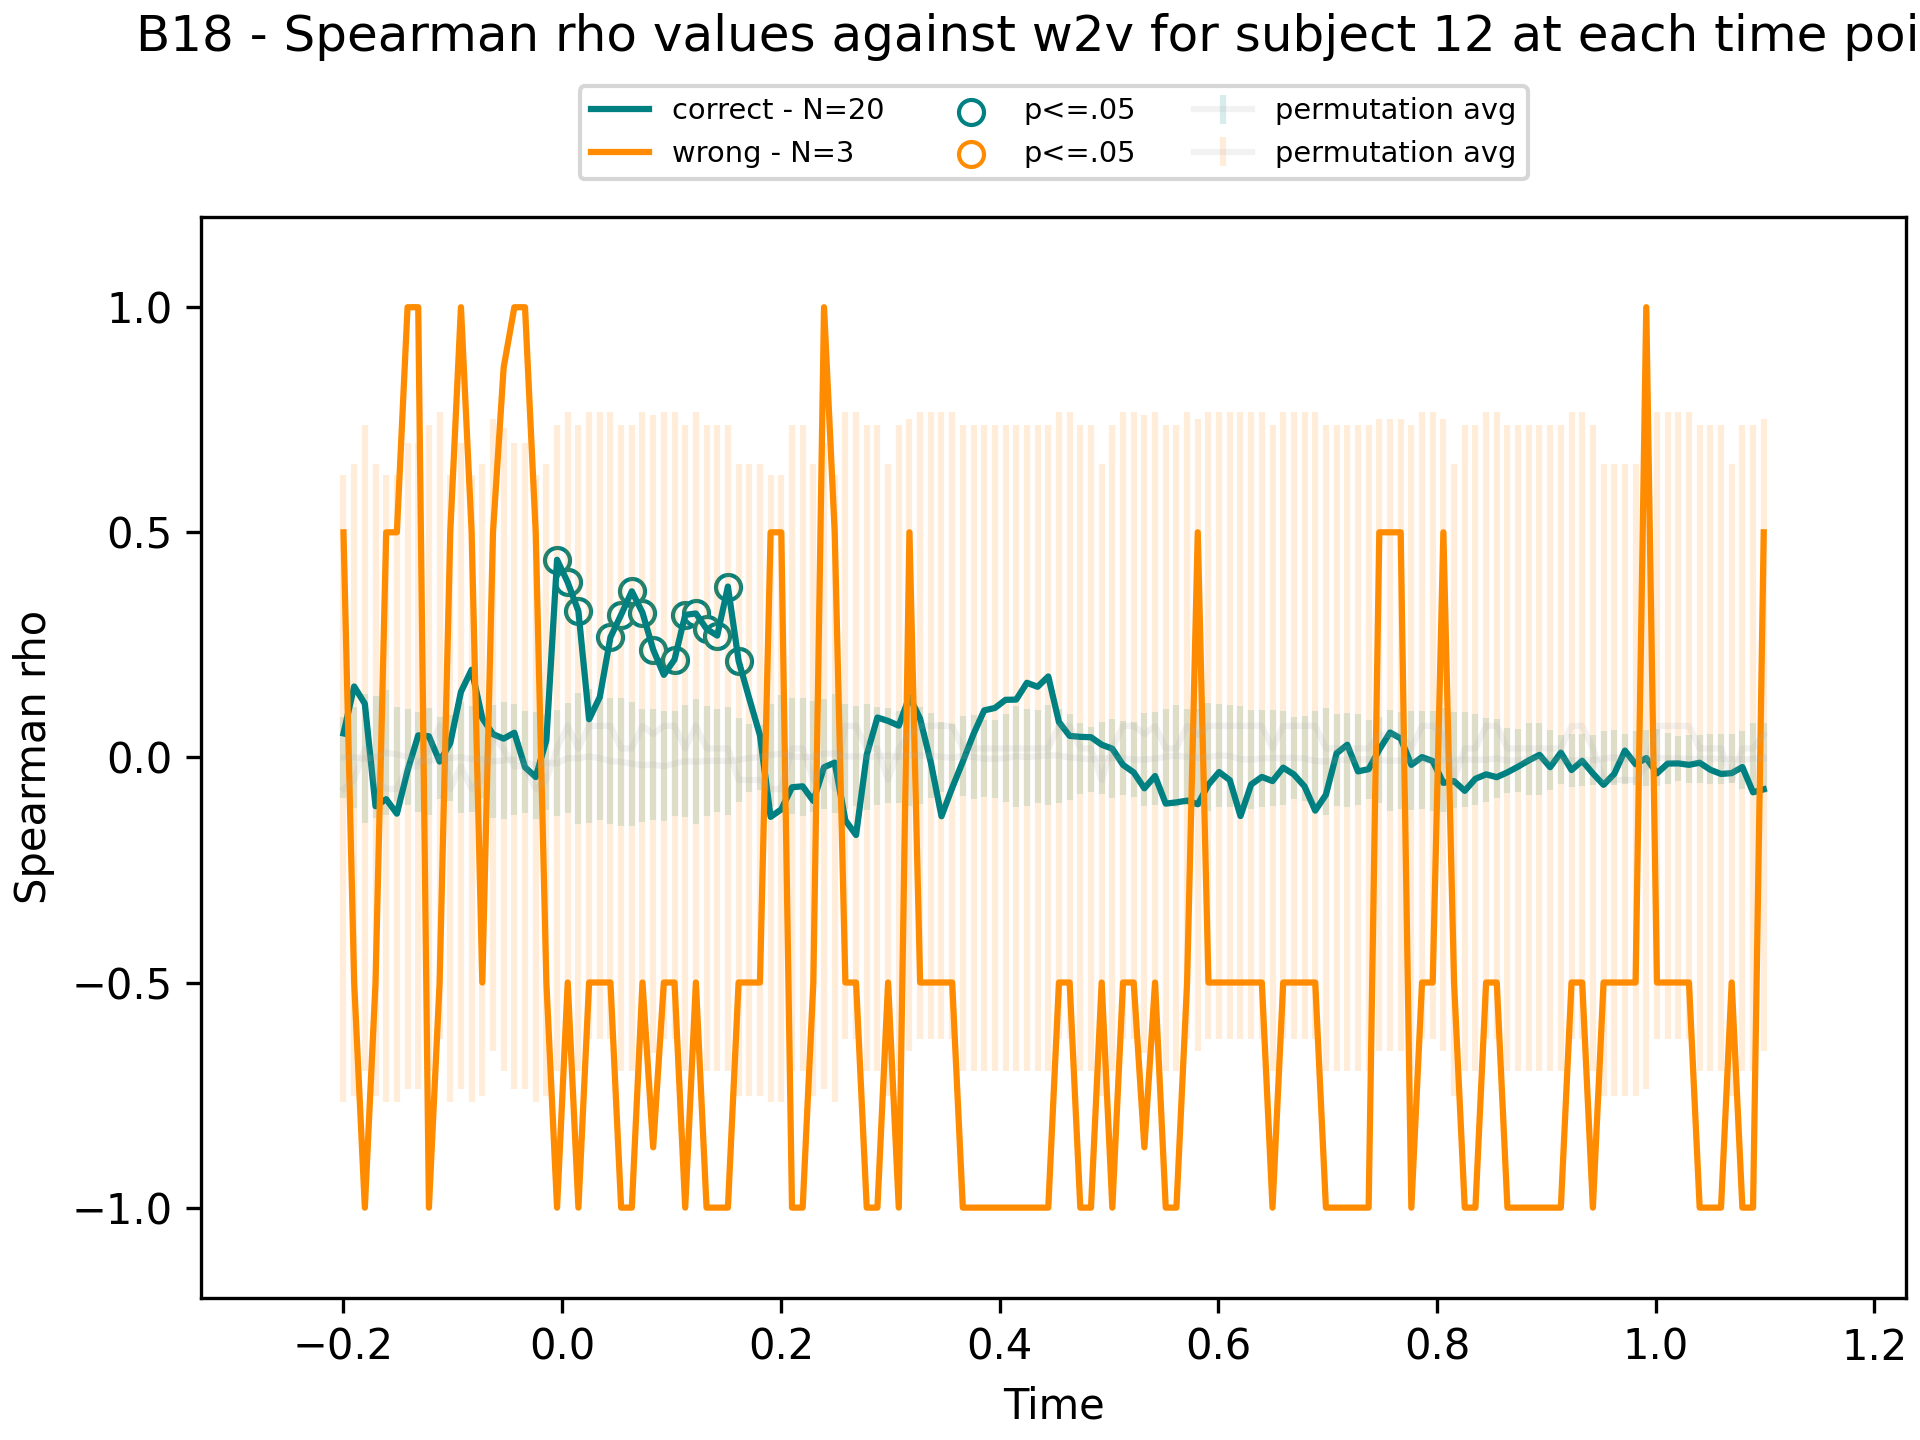 B18 - Spearman rho values against w2v for subject 12 at each time poi
correct - N=20
wrong - N=3
p<=.05
p<=.05
permutation avg
permutation avg
Spearman rho
1.0
0.5
0.0
−0.5
−1.0
−0.2 0.0 0.2 0.4 0.6 0.8 1.0 1.2
Time